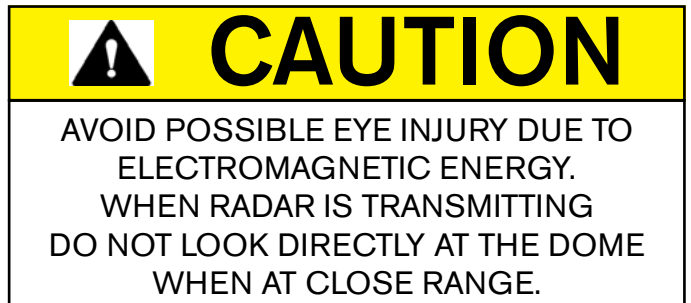 CAUTION
AVOID POSSIBLE EYE INJURY DUE TO
ELECTROMAGNETIC ENERGY.
WHEN RADAR IS TRANSMITTING
DO NOT LOOK DIRECTLY AT THE DOME
WHEN AT CLOSE RANGE.